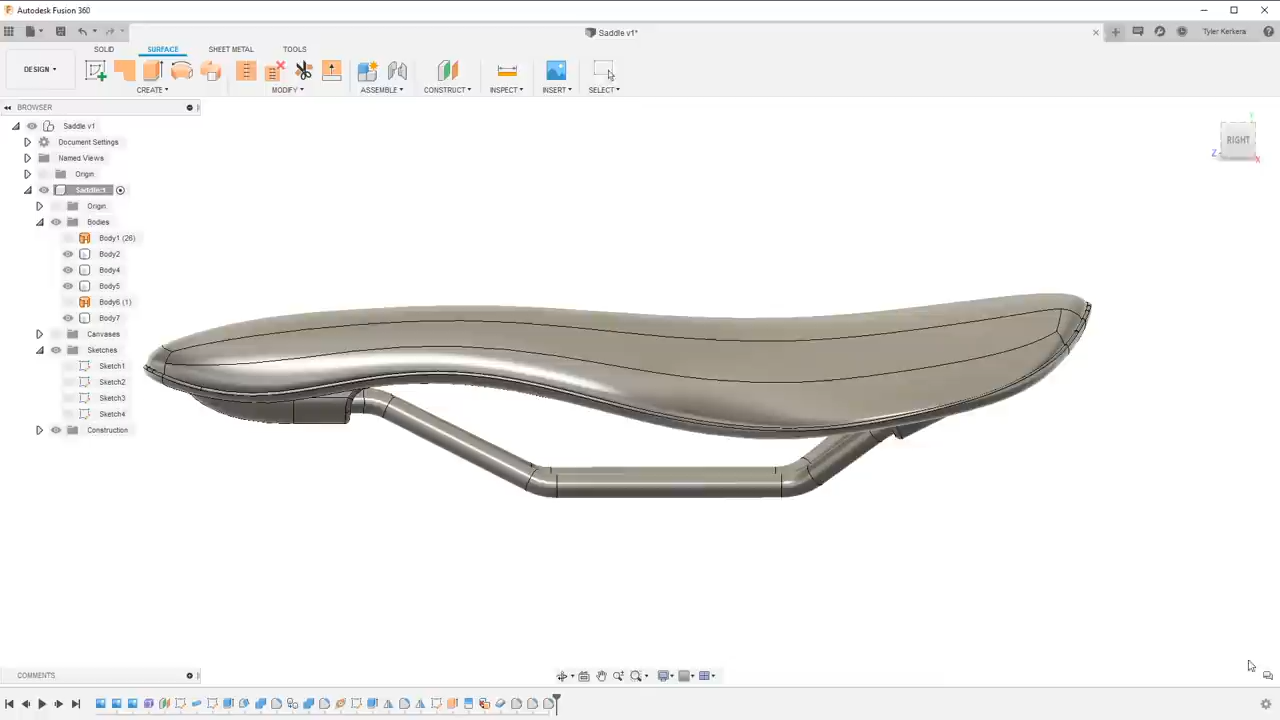 Autodesk Fusion 360
Saddle v1*
Tyler Kerkera
DESIGN
SOLID
SURFACE
SHEET METAL
TOOLS
CREATE
MODIFY
ASSEMBLE
CONSTRUCT
INSPECT
INSERT
SELECT
BROWSER
Saddle v1
Document Settings
Named Views
Origin
Saddle:1
Origin
Bodies
Body1 (26)
Body2
Body4
Body5
Body6 (1)
Body7
Canvases
Sketches
Sketch1
Sketch2
Sketch3
Sketch4
Construction
Y
RIGHT
Z
X
COMMENTS